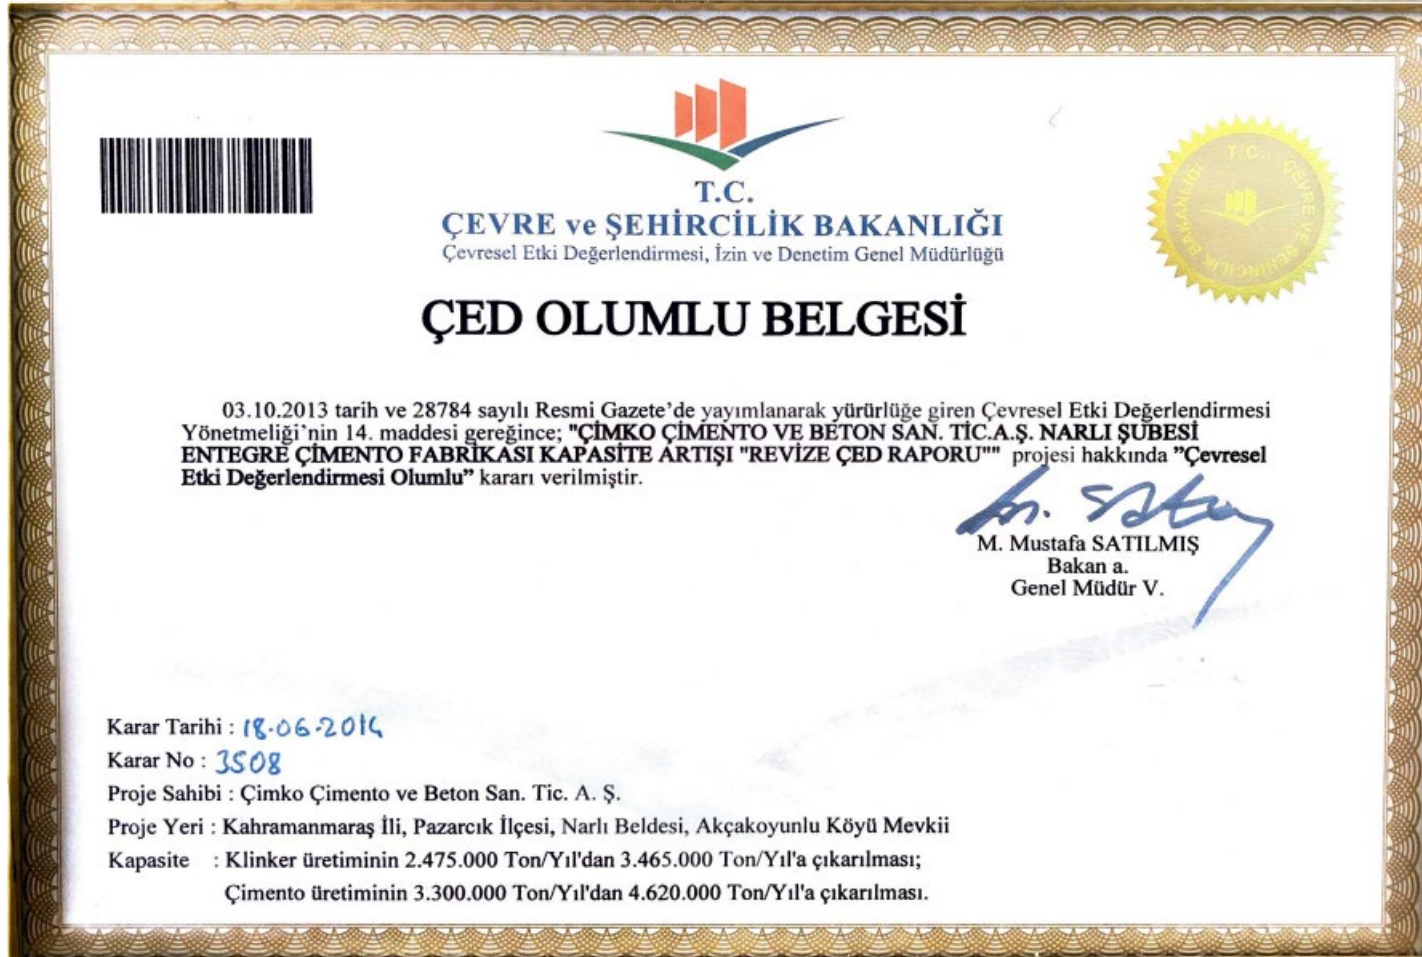 T.C.
ÇEVRE ve ŞEHİRCİLİK BAKANLIĞI
Çevresel Etki Değerlendirmesi, İzin ve Denetim Genel Müdürlüğü
T.C. ÇEVRE VE ŞEHİRCİLİK BAKANLIĞI
ÇED OLUMLU BELGESİ
03.10.2013 tarih ve 28784 sayılı Resmi Gazete’de yayımlanarak yürürlüğe giren Çevresel Etki Değerlendirmesi
Yönetmeliği’nin 14. maddesi gereğince; "ÇİMKO ÇİMENTO VE BETON SAN. TİC.A.Ş. NARLI ŞUBESİ
ENTEGRE ÇİMENTO FABRİKASI KAPASİTE ARTIŞI "REVİZE ÇED RAPORU"" projesi hakkında ”Çevresel
Etki Değerlendirmesi Olumlu” kararı verilmiştir.
M. Mustafa SATILMIŞ
Bakan a.
Genel Müdür V.
Karar Tarihi : 18-06-2014
Karar No : 3508
Proje Sahibi : Çimko Çimento ve Beton San. Tic. A. Ş.
Proje Yeri : Kahramanmaraş İli, Pazarcık İlçesi, Narlı Beldesi, Akçakoyunlu Köyü Mevkii
Kapasite : Klinker üretiminin 2.475.000 Ton/Yıl'dan 3.465.000 Ton/Yıl'a çıkarılması;
Çimento üretiminin 3.300.000 Ton/Yıl'dan 4.620.000 Ton/Yıl'a çıkarılması.